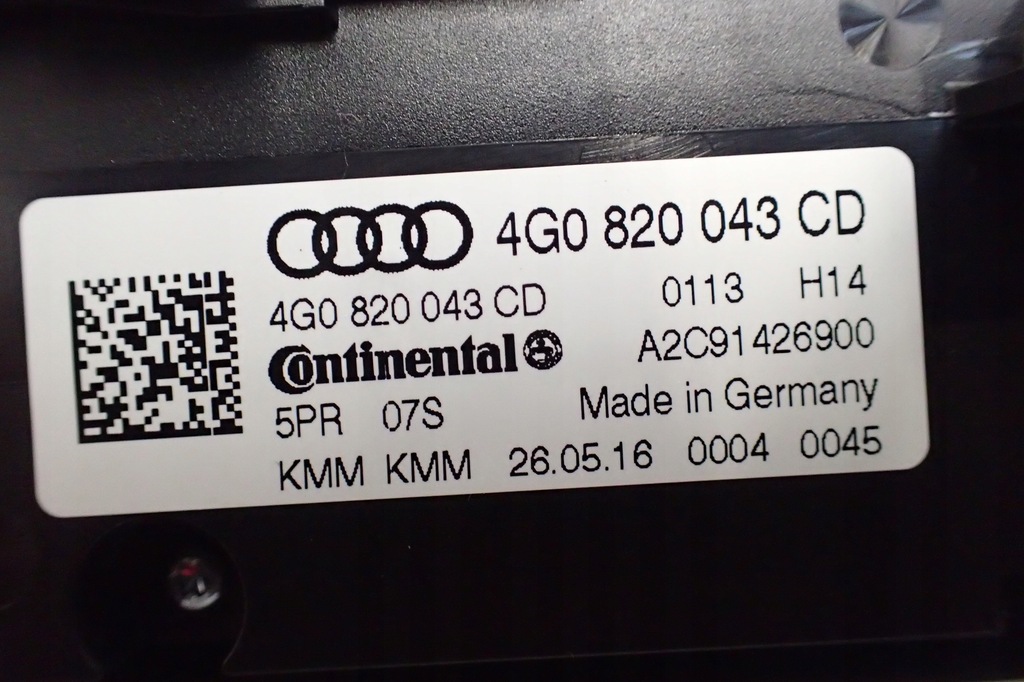 4G0 820 043 CD
4G0 820 043 CD 0113 H14
Continental A2C91426900
5PR 07S Made in Germany
KMM KMM 26.05.16 0004 0045